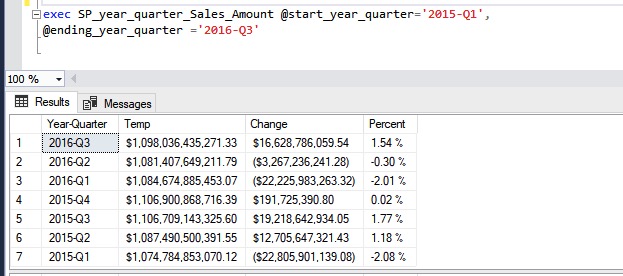 exec SP_year_quarter_Sales_Amount @start_year_quarter='2015-Q1',
@ending_year_quarter ='2016-Q3'
100 %
Results Messages
Year-Quarter Temp Change Percent
1 2016-Q3 $1,098,036,435,271.33 $16,628,786,059.54 1.54 %
2 2016-Q2 $1,081,407,649,211.79 ($3,267,236,241.28) -0.30 %
3 2016-Q1 $1,084,674,885,453.07 ($22,225,983,263.32) -2.01 %
4 2015-Q4 $1,106,900,868,716.39 $191,725,390.80 0.02 %
5 2015-Q3 $1,106,709,143,325.60 $19,218,642,934.05 1.77 %
6 2015-Q2 $1,087,490,500,391.55 $12,705,647,321.43 1.18 %
7 2015-Q1 $1,074,784,853,070.12 ($22,805,901,139.08) -2.08 %